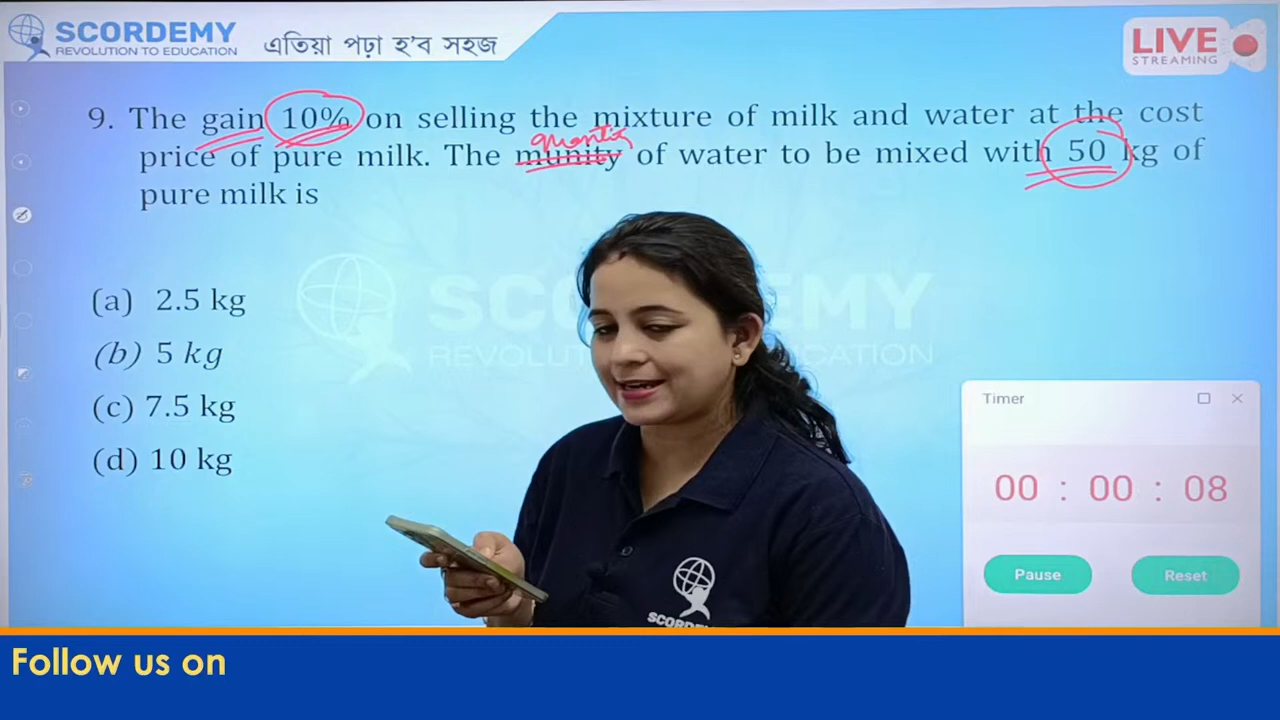 SCORDEMY
REVOLUTION TO EDUCATION
এতিয়া পঢ়া হ'ব সহজ
LIVE
STREAMING
9. The gain 10% on selling the mixture of milk and water at the cost
quantity
price of pure milk. The munity of water to be mixed with 50 kg of
pure milk is
(a) 2.5 kg
(b) 5 kg
(c) 7.5 kg
(d) 10 kg
Timer
00 : 00 : 08
Pause
Reset
SCORDEMY
Follow us on